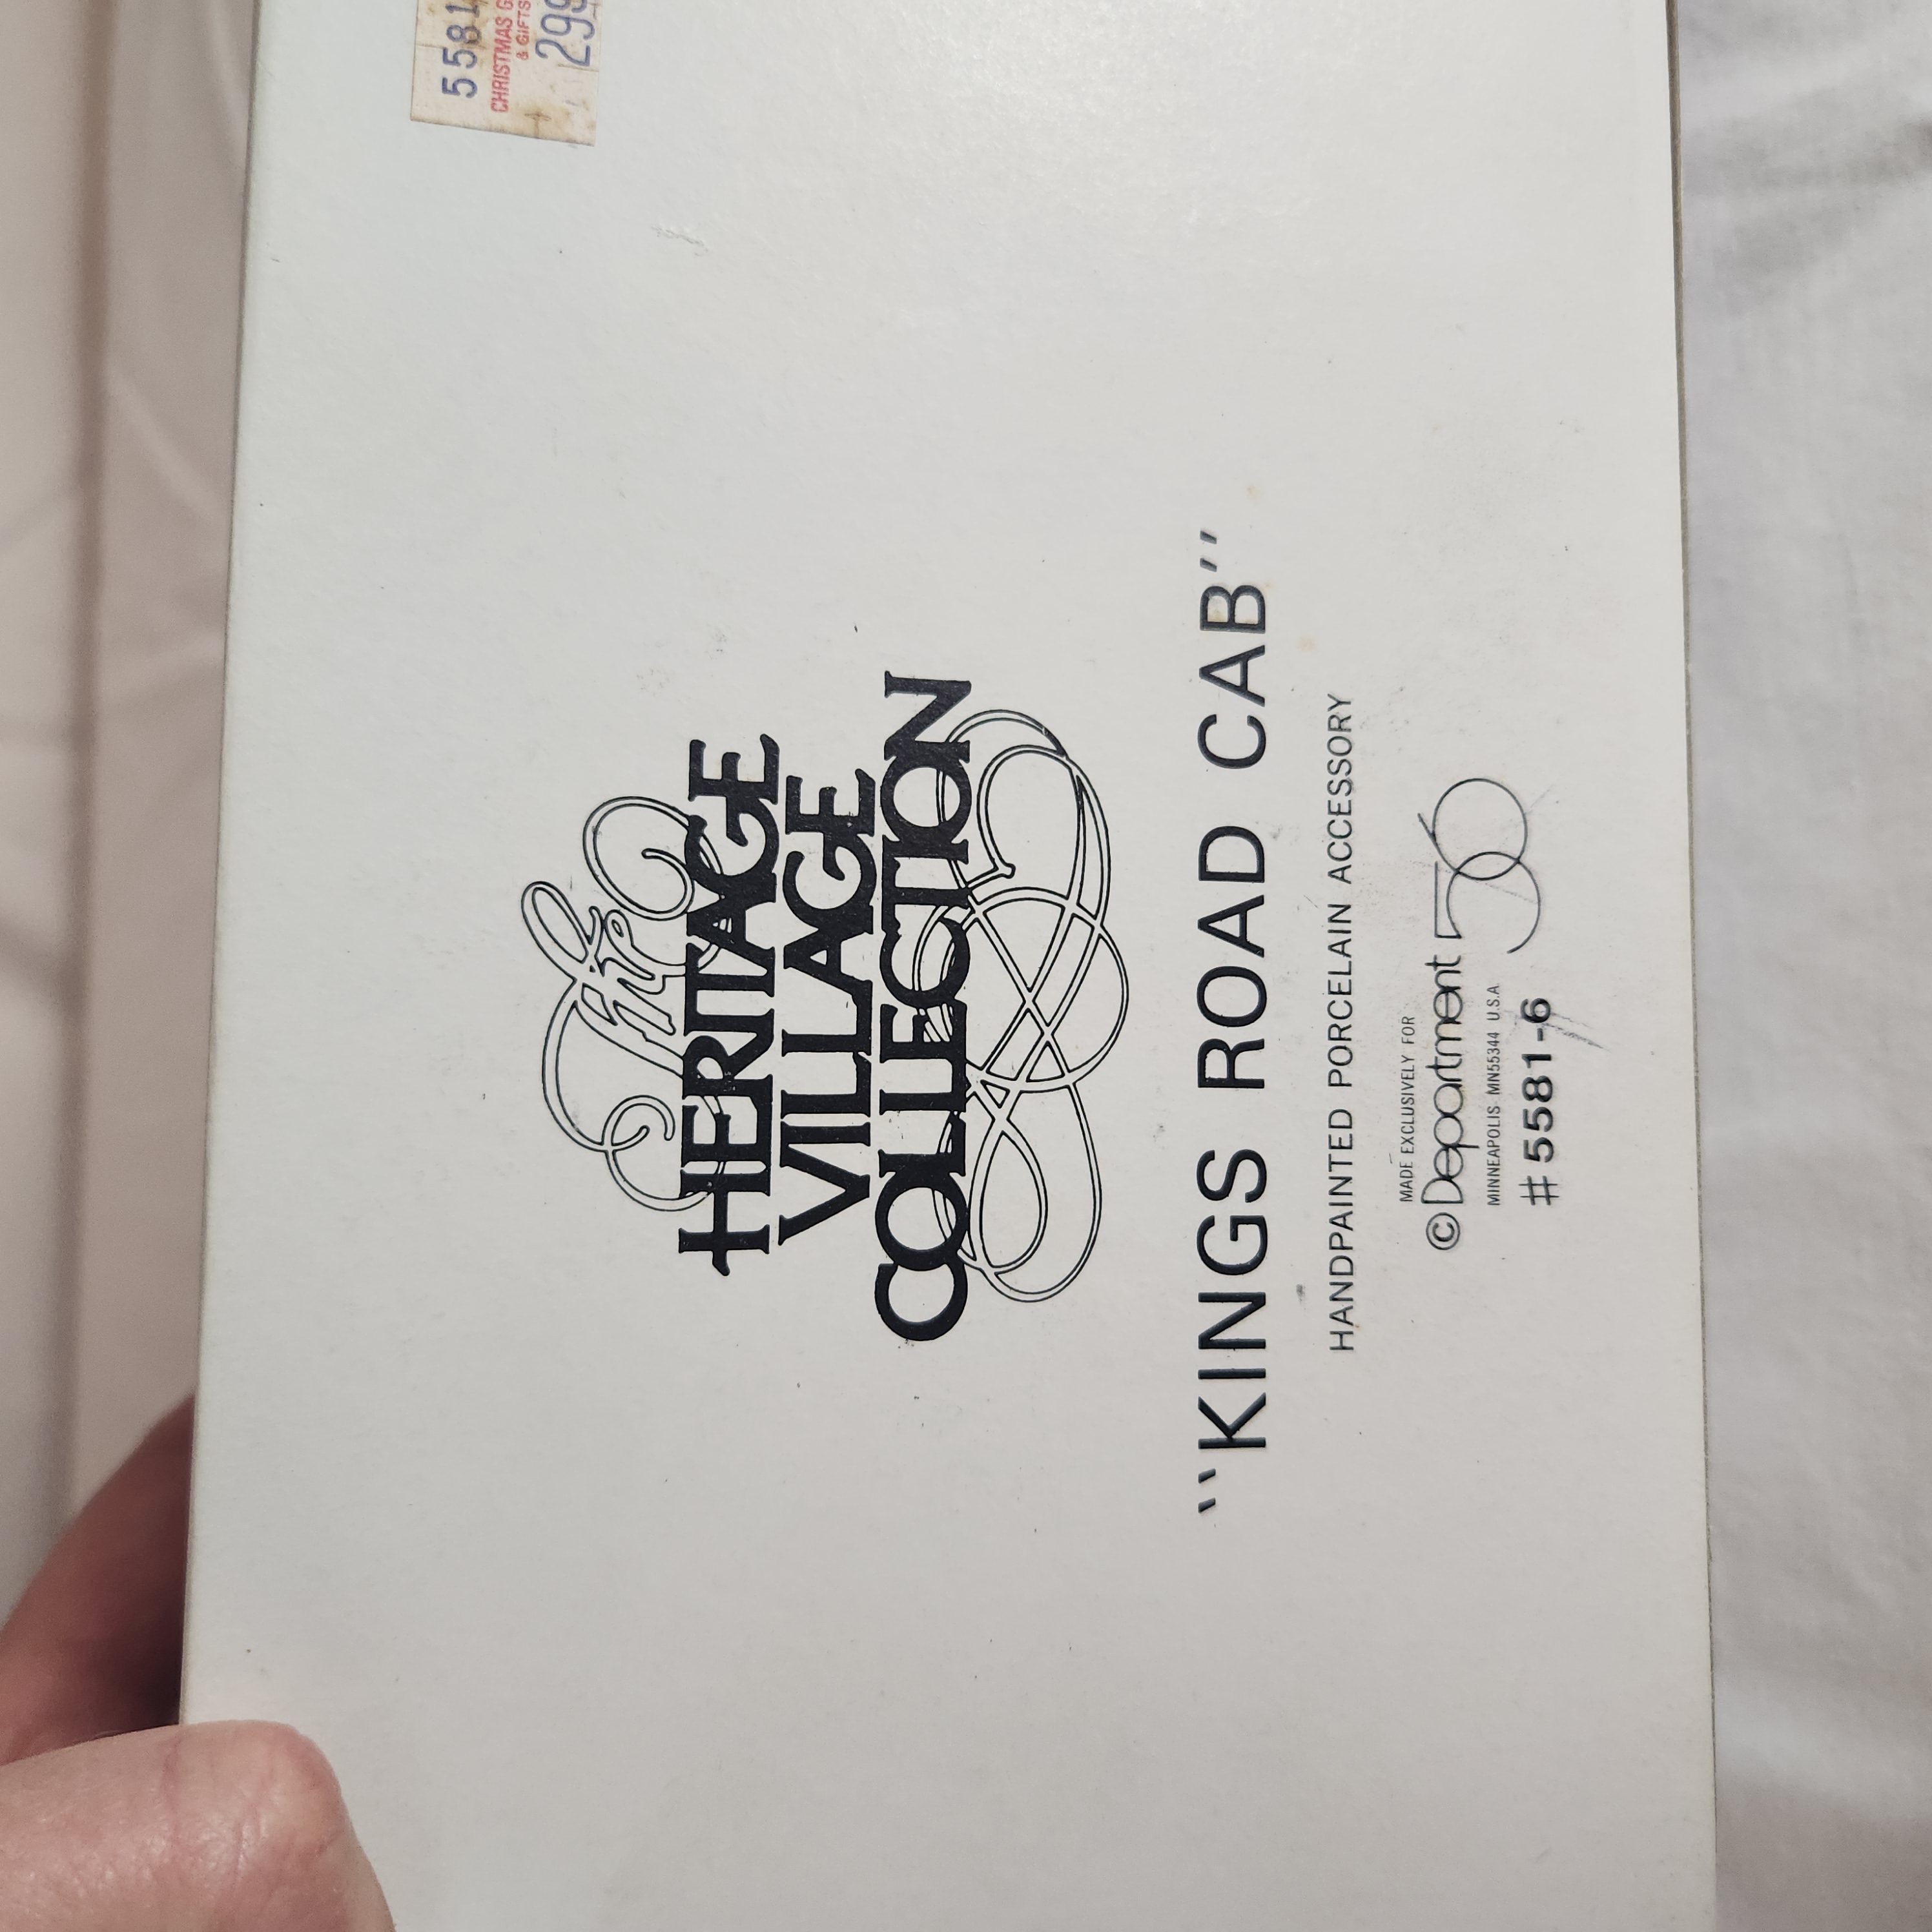 5581
CHRISTMAS
& GIFTS
299
The
HERITAGE
VILLAGE
COLLECTION
"KINGS ROAD CAB"
HANDPAINTED PORCELAIN ACCESSORY
MADE EXCLUSIVELY FOR
© Department 56
MINNEAPOLIS MN55344 U.S.A
# 5581-6